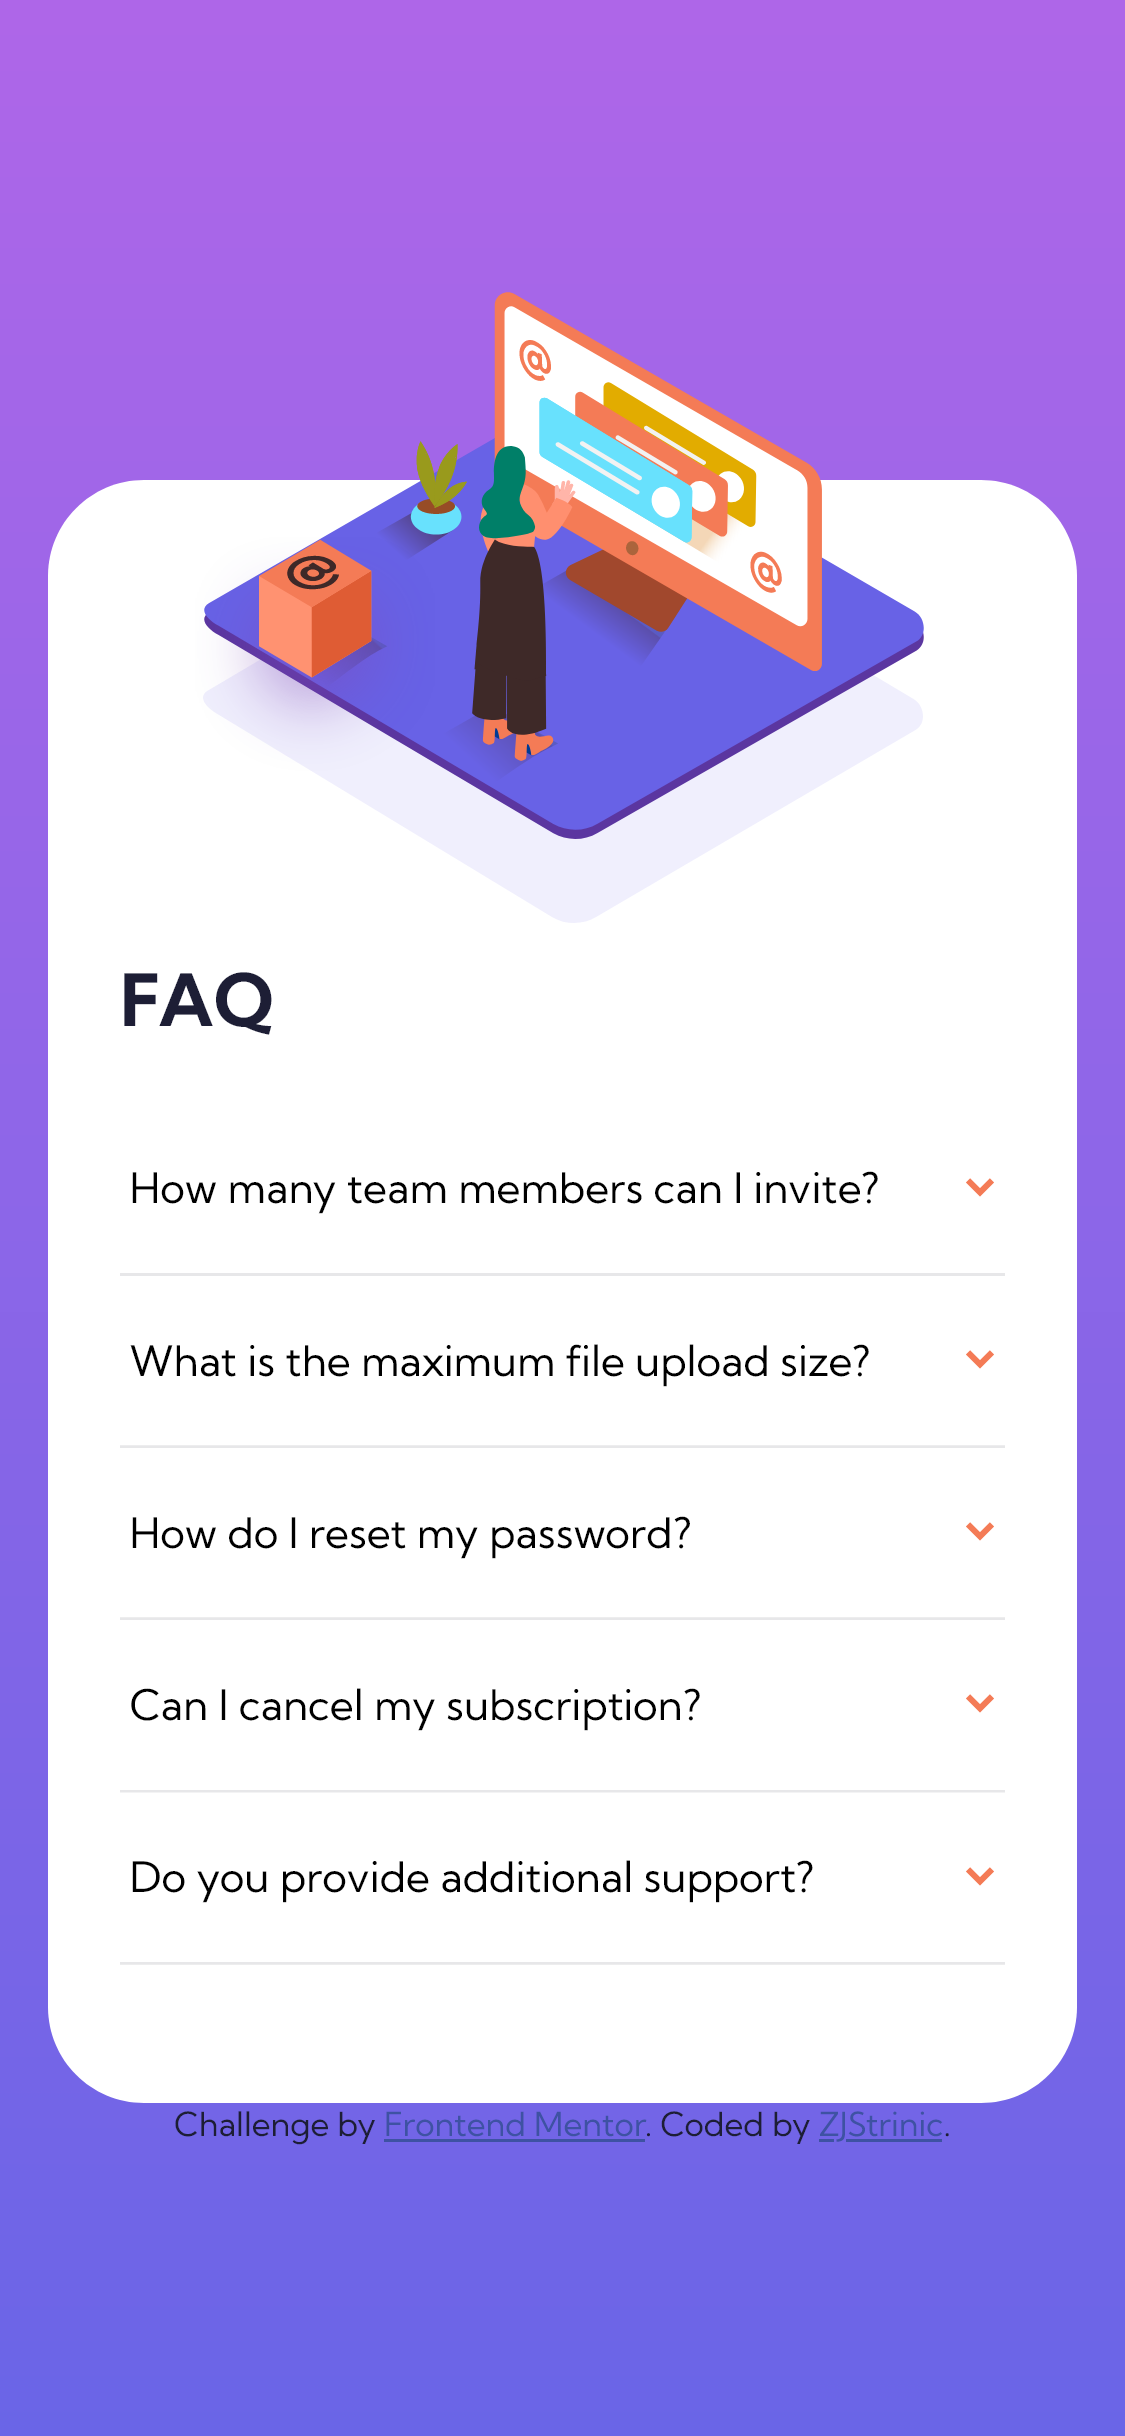 @
@
@
FAQ
How many team members can I invite?
What is the maximum file upload size?
How do I reset my password?
Can I cancel my subscription?
Do you provide additional support?
Challenge by Frontend Mentor. Coded by ZJStrinic.